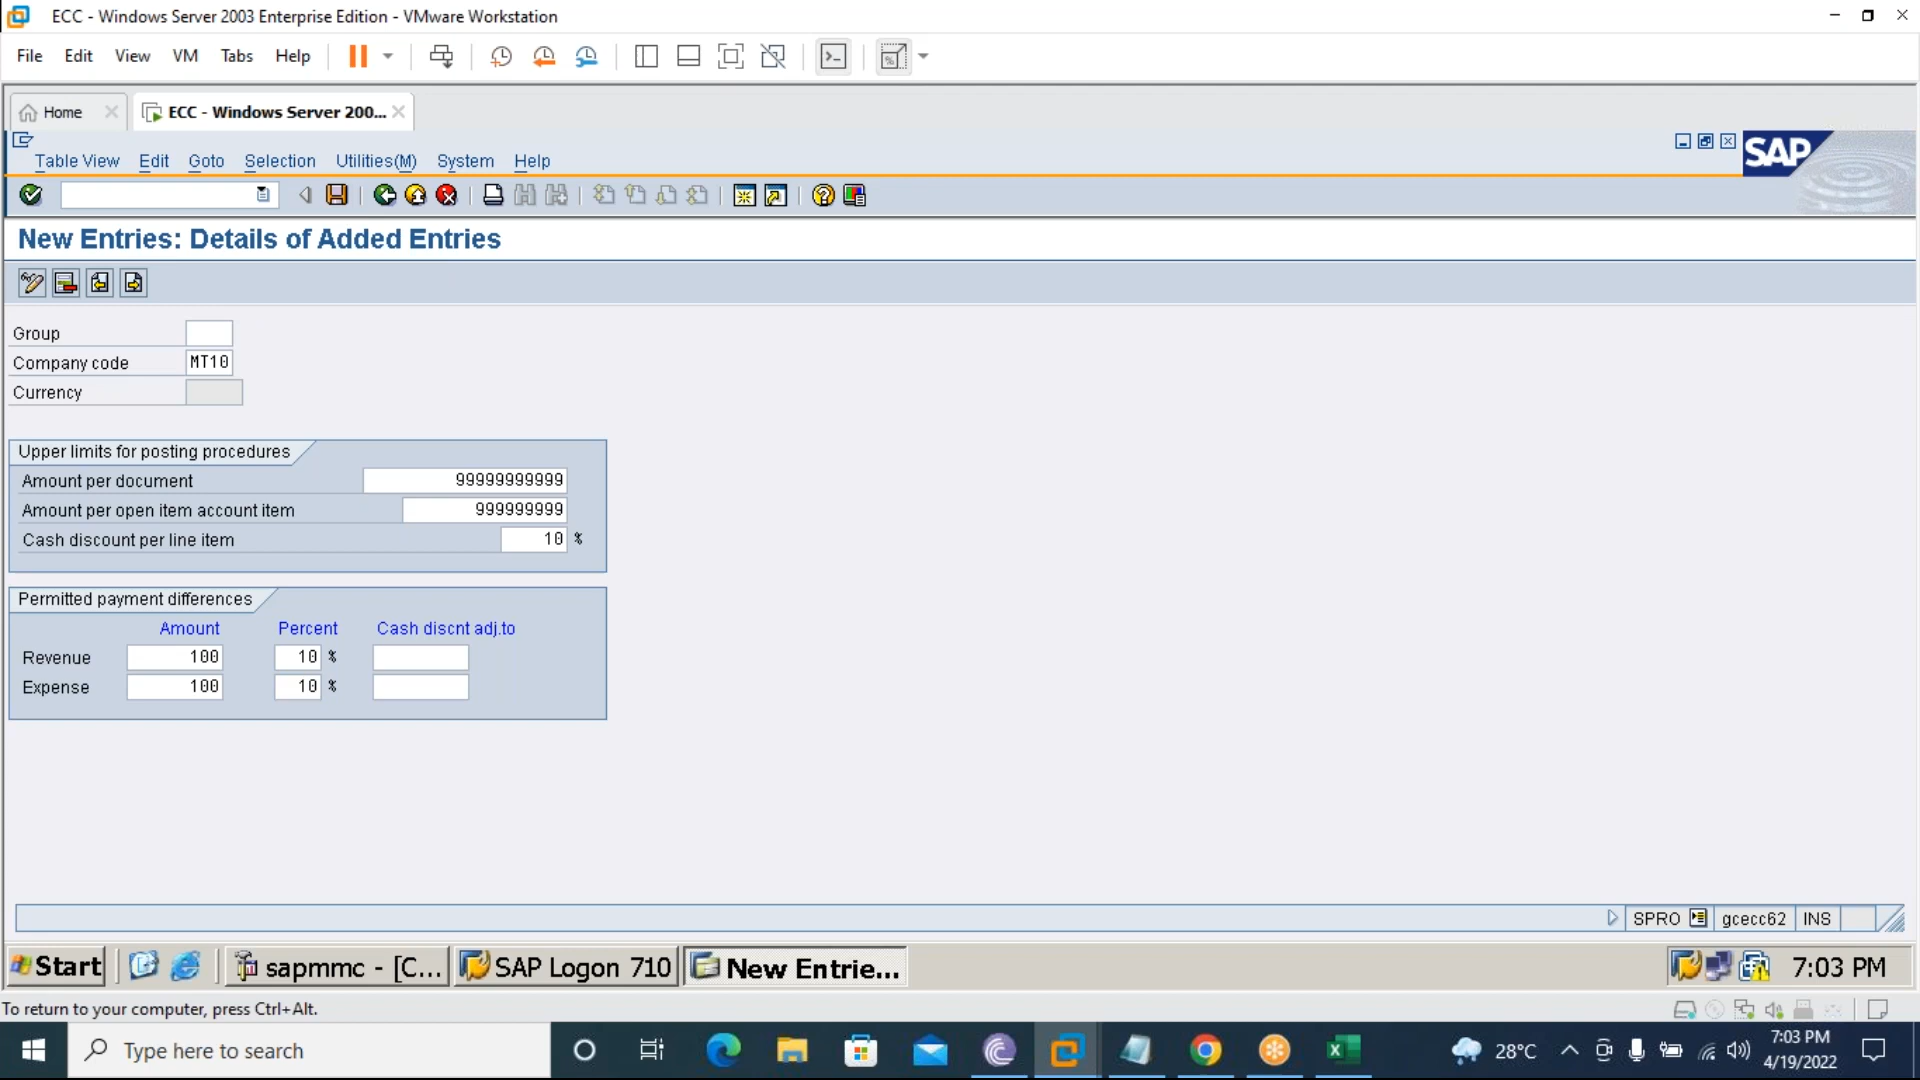 ECC - Windows Server 2003 Enterprise Edition - VMware Workstation
File Edit View VM Tabs Help
Home ECC - Windows Server 200...
Table View Edit Goto Selection Utilities(M) System Help
SAP
New Entries: Details of Added Entries
Group
Company code MT10
Currency
Upper limits for posting procedures
Amount per document 99999999999
Amount per open item account item 999999999
Cash discount per line item 10 %
Permitted payment differences
Amount Percent Cash discnt adj.to
Revenue 100 10 %
Expense 100 10 %
SPRO gcecc62 INS
Start sapmmc - [C... SAP Logon 710 New Entrie... 7:03 PM
To return to your computer, press Ctrl+Alt.
Type here to search 28°C 7:03 PM
4/19/2022